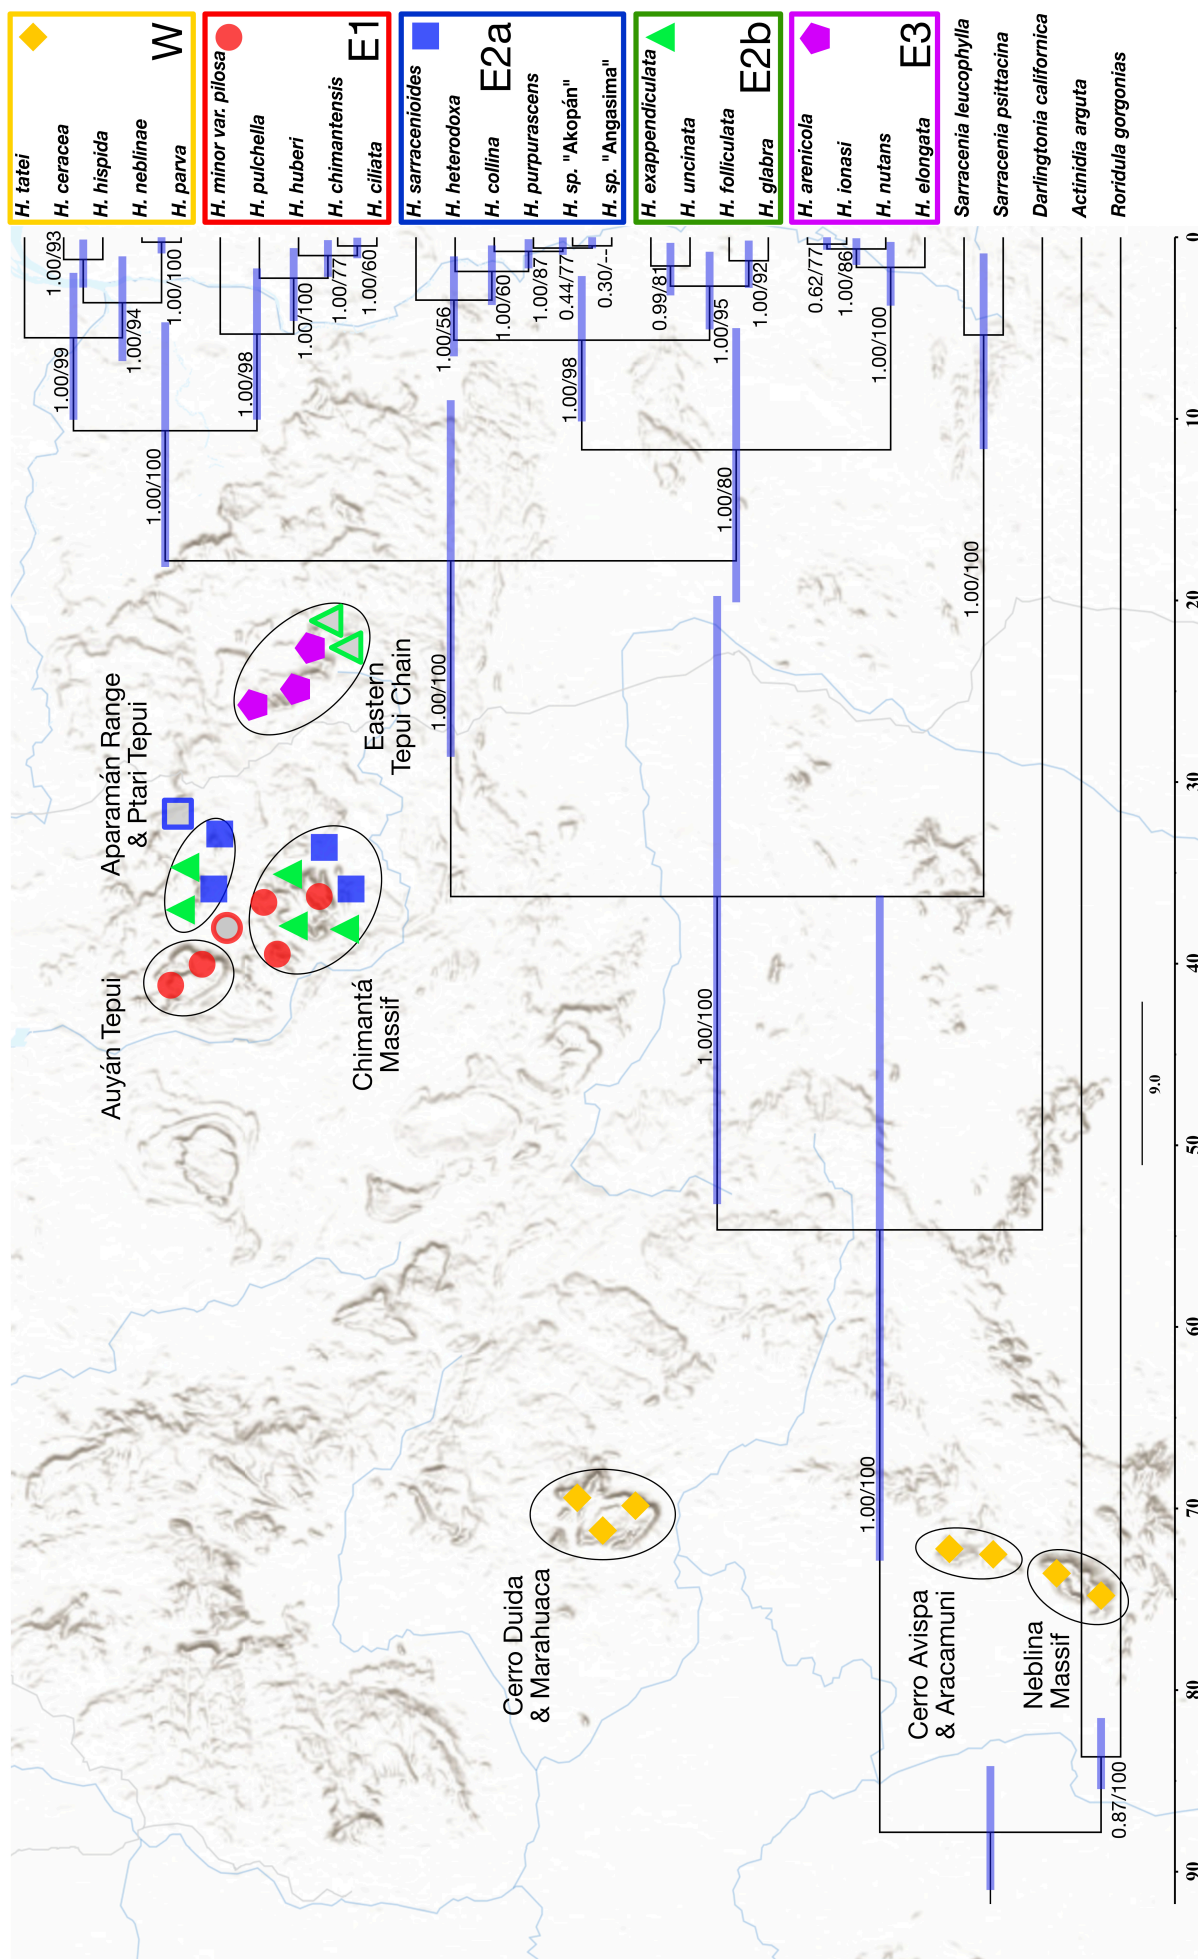 H. tatei
H. ceracea
H. hispida
H. neblinae
H. parva
W
H. minor var. pilosa
H. pulchella
H. huberi
H. chimantensis
H. ciliata
E1
H. sarracenioides
H. heterodoxa
H. collina
H. purpurascens
H. sp. "Akopán"
H. sp. "Angasima"
E2a
H. exappendiculata
H. uncinata
H. folliculata
H. glabra
E2b
H. arenicola
H. ionasi
H. nutans
H. elongata
E3
Sarracenia leucophylla
Sarracenia psittacina
Darlingtonia californica
Actinidia arguta
Roridula gorgonias
1.00/93
1.00/99
1.00/94
1.00/100
1.00/100
1.00/98
1.00/100
1.00/77
1.00/60
1.00/56
1.00/60
1.00/87
0.44/77
0.30/--
1.00/98
0.99/81
1.00/95
1.00/92
1.00/80
0.62/77
1.00/86
1.00/100
1.00/100
1.00/100
1.00/100
1.00/100
0.87/100
Aparamán Range
& Ptari Tepui
Eastern
Tepui Chain
Auyán Tepui
Chimantá
Massif
Cerro Duida
& Marahuaca
Cerro Avispa
& Aracamuni
Neblina
Massif
9.0
90
80
70
60
50
40
30
20
10
0